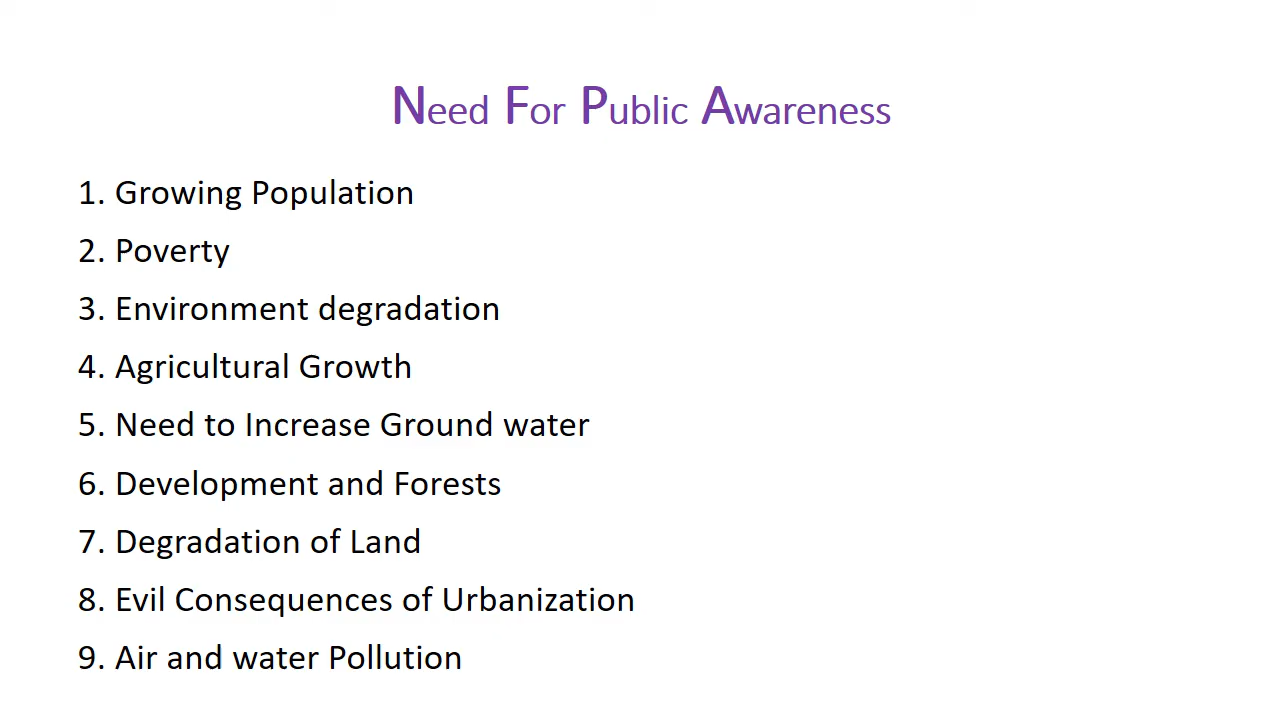 Need For Public Awareness
1. Growing Population
2. Poverty
3. Environment degradation
4. Agricultural Growth
5. Need to Increase Ground water
6. Development and Forests
7. Degradation of Land
8. Evil Consequences of Urbanization
9. Air and water Pollution